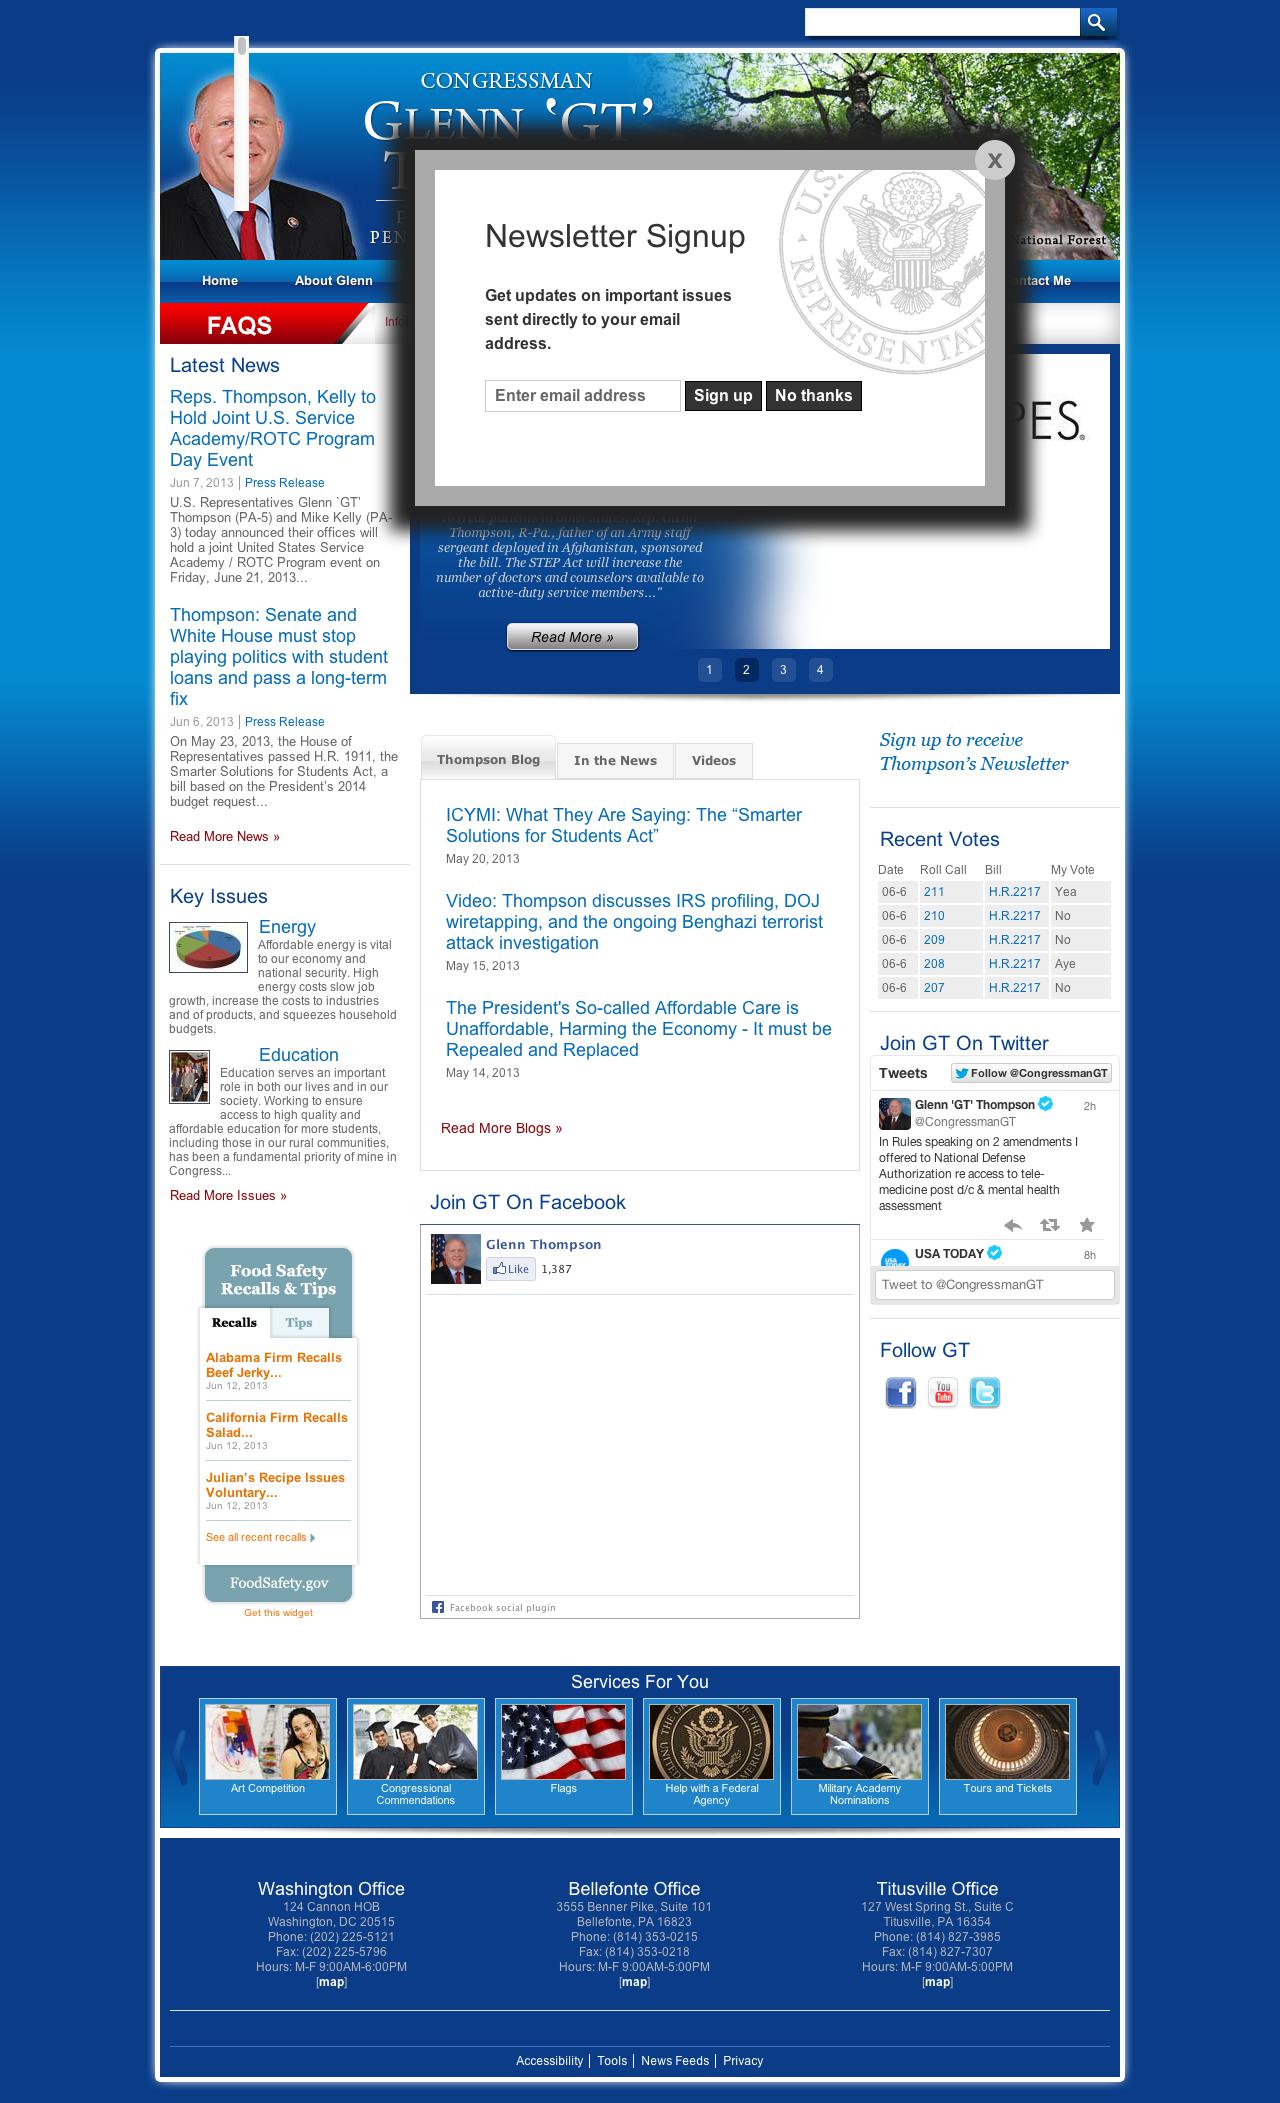 CONGRESSMAN
GLENN 'GT'
National Forest
Home
About Glenn
ntact Me
FAQS
X
Newsletter Signup
Get updates on important issues
sent directly to your email
address.
Enter email address
Sign up
No thanks
PES
Latest News
Reps. Thompson, Kelly to
Hold Joint U.S. Service
Academy/ROTC Program
Day Event
Jun 7, 2013 | Press Release
U.S. Representatives Glenn `GT'
Thompson (PA-5) and Mike Kelly (PA-
3) today announced their offices will
hold a joint United States Service
Academy / ROTC Program event on
Friday, June 21, 2013...
Thompson: Senate and
White House must stop
playing politics with student
loans and pass a long-term
fix
Jun 6, 2013 | Press Release
On May 23, 2013, the House of
Representatives passed H.R. 1911, the
Smarter Solutions for Students Act, a
bill based on the President's 2014
budget request...
Read More News »
to treat patients in other states. Rep. Glenn
Thompson, R-Pa., father of an Army staff
sergeant deployed in Afghanistan, sponsored
the bill. The STEP Act will increase the
number of doctors and counselors available to
active-duty service members..."
Read More »
1 2 3 4
Key Issues
Energy
Affordable energy is vital
to our economy and
national security. High
energy costs slow job
growth, increase the costs to industries
and of products, and squeezes household
budgets.
Education
Education serves an important
role in both our lives and in our
society. Working to ensure
access to high quality and
affordable education for more students,
including those in our rural communities,
has been a fundamental priority of mine in
Congress...
Read More Issues »
Food Safety
Recalls & Tips
Recalls
Tips
Alabama Firm Recalls
Beef Jerky...
Jun 12, 2013
California Firm Recalls
Salad...
Jun 12, 2013
Julian's Recipe Issues
Voluntary...
Jun 12, 2013
See all recent recalls
FoodSafety.gov
Get this widget
Thompson Blog
In the News
Videos
ICYMI: What They Are Saying: The “Smarter
Solutions for Students Act”
May 20, 2013
Video: Thompson discusses IRS profiling, DOJ
wiretapping, and the ongoing Benghazi terrorist
attack investigation
May 15, 2013
The President's So-called Affordable Care is
Unaffordable, Harming the Economy - It must be
Repealed and Replaced
May 14, 2013
Read More Blogs »
Join GT On Facebook
Glenn Thompson
Like 1,387
Facebook social plugin
Sign up to receive
Thompson's Newsletter
Recent Votes
Date Roll Call Bill My Vote
06-6 211 H.R.2217 Yea
06-6 210 H.R.2217 No
06-6 209 H.R.2217 No
06-6 208 H.R.2217 Aye
06-6 207 H.R.2217 No
Join GT On Twitter
Tweets
Follow @CongressmanGT
Glenn 'GT' Thompson 2h
@CongressmanGT
In Rules speaking on 2 amendments I
offered to National Defense
Authorization re access to tele-
medicine post d/c & mental health
assessment
USA TODAY 8h
Tweet to @CongressmanGT
Follow GT
Services For You
Art Competition
Congressional
Commendations
Flags
Help with a Federal
Agency
Military Academy
Nominations
Tours and Tickets
Washington Office
124 Cannon HOB
Washington, DC 20515
Phone: (202) 225-5121
Fax: (202) 225-5796
Hours: M-F 9:00AM-6:00PM
[map]
Bellefonte Office
3555 Benner Pike, Suite 101
Bellefonte, PA 16823
Phone: (814) 353-0215
Fax: (814) 353-0218
Hours: M-F 9:00AM-5:00PM
[map]
Titusville Office
127 West Spring St., Suite C
Titusville, PA 16354
Phone: (814) 827-3985
Fax: (814) 827-7307
Hours: M-F 9:00AM-5:00PM
[map]
Accessibility | Tools | News Feeds | Privacy